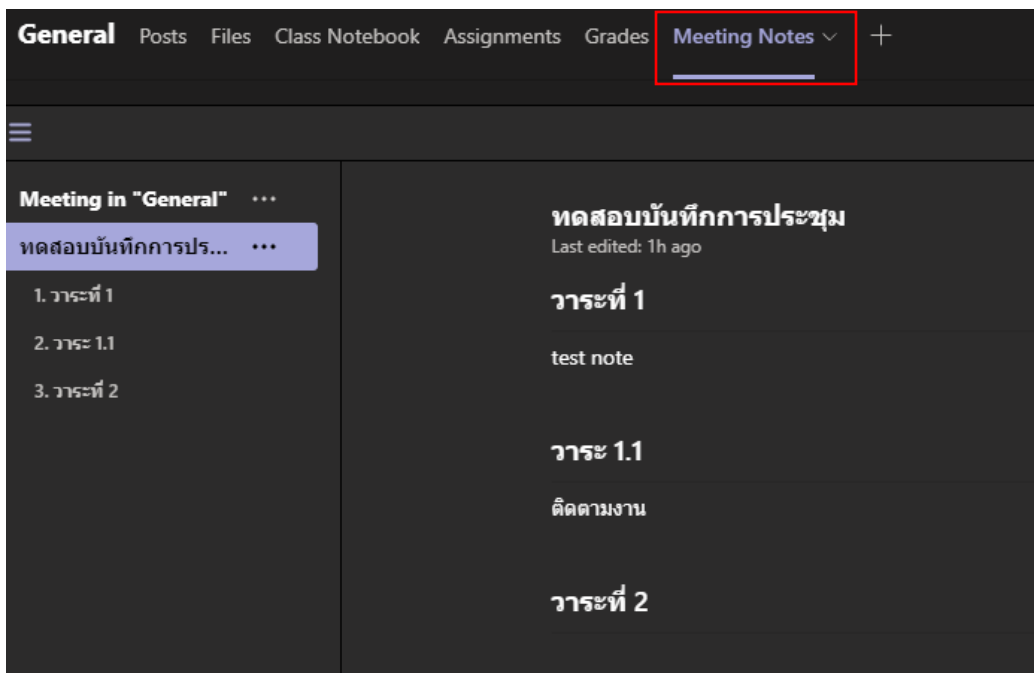 General Posts Files Class Notebook Assignments Grades Meeting Notes
Meeting in "General" ...
ทดสอบบันทึกการปร... ...
1. วาระที่ 1
2. วาระ 1.1
3. วาระที่ 2
ทดสอบบันทึกการประชุม
Last edited: 1h ago
วาระที่ 1
test note
วาระ 1.1
ติดตามงาน
วาระที่ 2